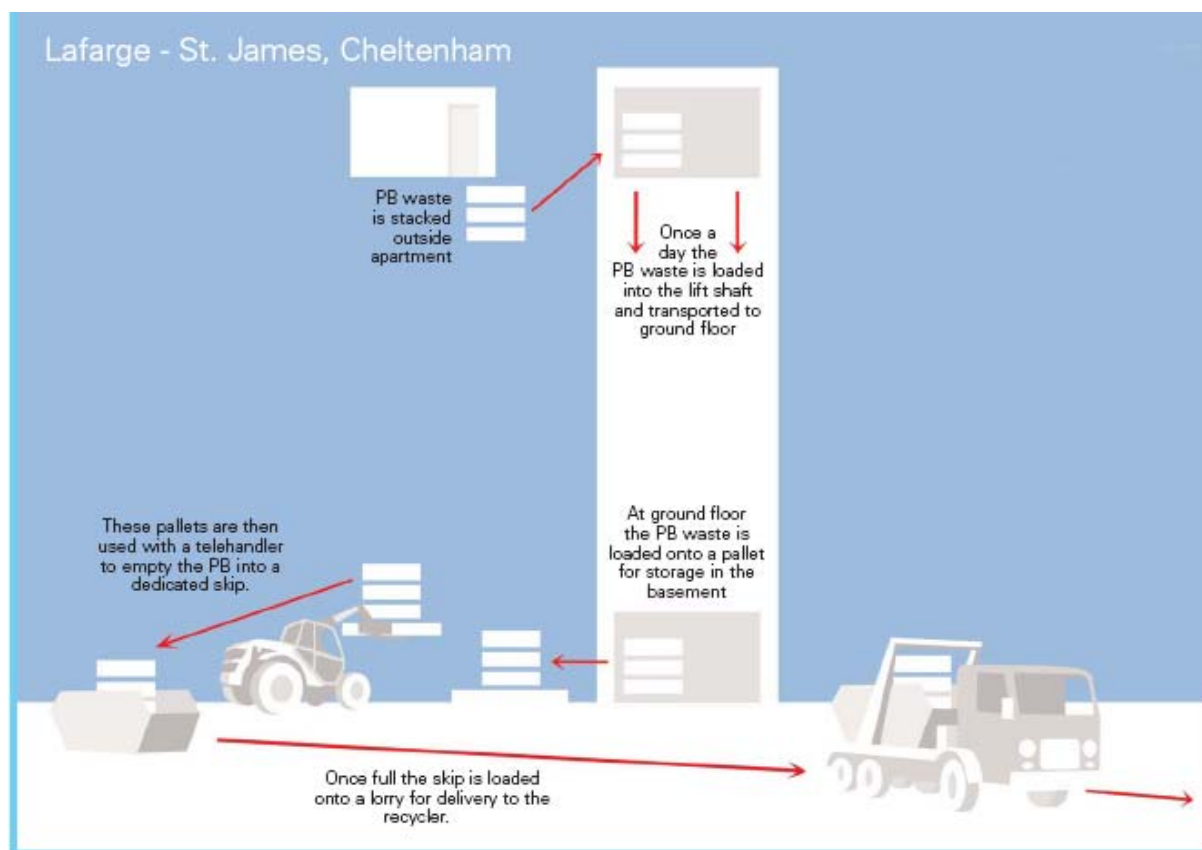 Lafarge - St. James, Cheltenham
PB waste
is stacked
outside
apartment
Once a
day the
PB waste is loaded
into the lift shaft
and transported to
ground floor
At ground floor
the PB waste is
loaded onto a pallet
for storage in the
basement
These pallets are then
used with a telehandler
to empty the PB into a
dedicated skip.
Once full the skip is loaded
onto a lorry for delivery to the
recycler.